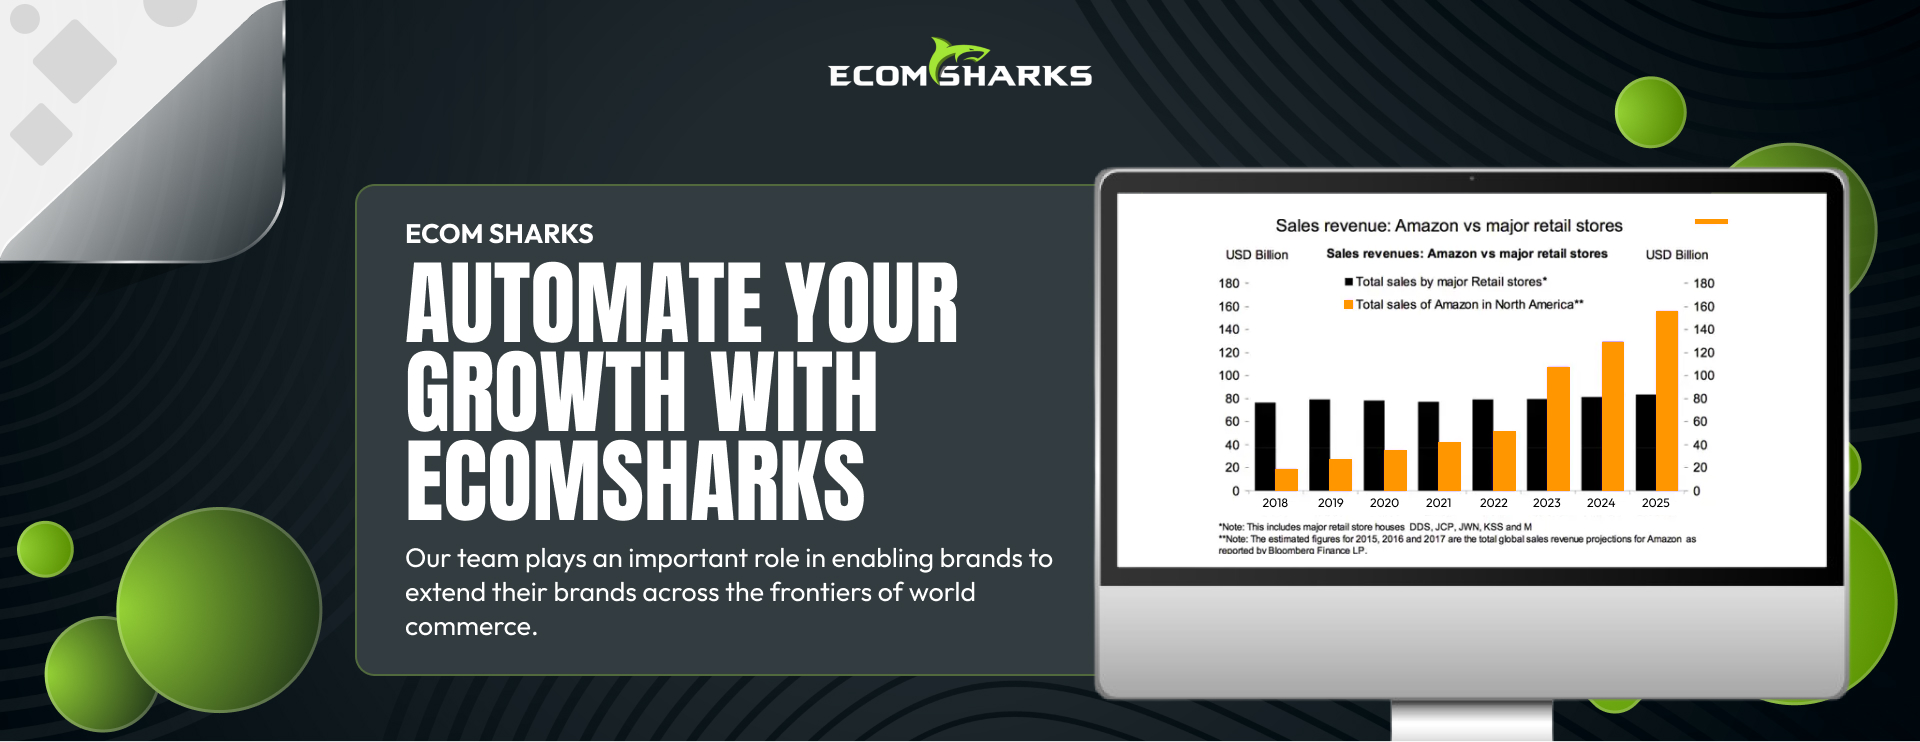 ECOMSHARKS
ECOM SHARKS
AUTOMATE YOUR
GROWTH WITH
ECOMSHARKS
Our team plays an important role in enabling brands to
extend their brands across the frontiers of world
commerce.
Sales revenue: Amazon vs major retail stores
USD Billion Sales revenues: Amazon vs major retail stores USD Billion
180 Total sales by major Retail stores* 180
160 Total sales of Amazon in North America** 160
140 140
120 120
100 100
80 80
60 60
40 40
20 20
0 0
2018 2019 2020 2021 2022 2023 2024 2025
*Note: This includes major retail store houses DDS, JCP, JWN, KSS and M
**Note: The estimated figures for 2015, 2016 and 2017 are the total global sales revenue projections for Amazon as
reported by Bloomberg Finance LP.